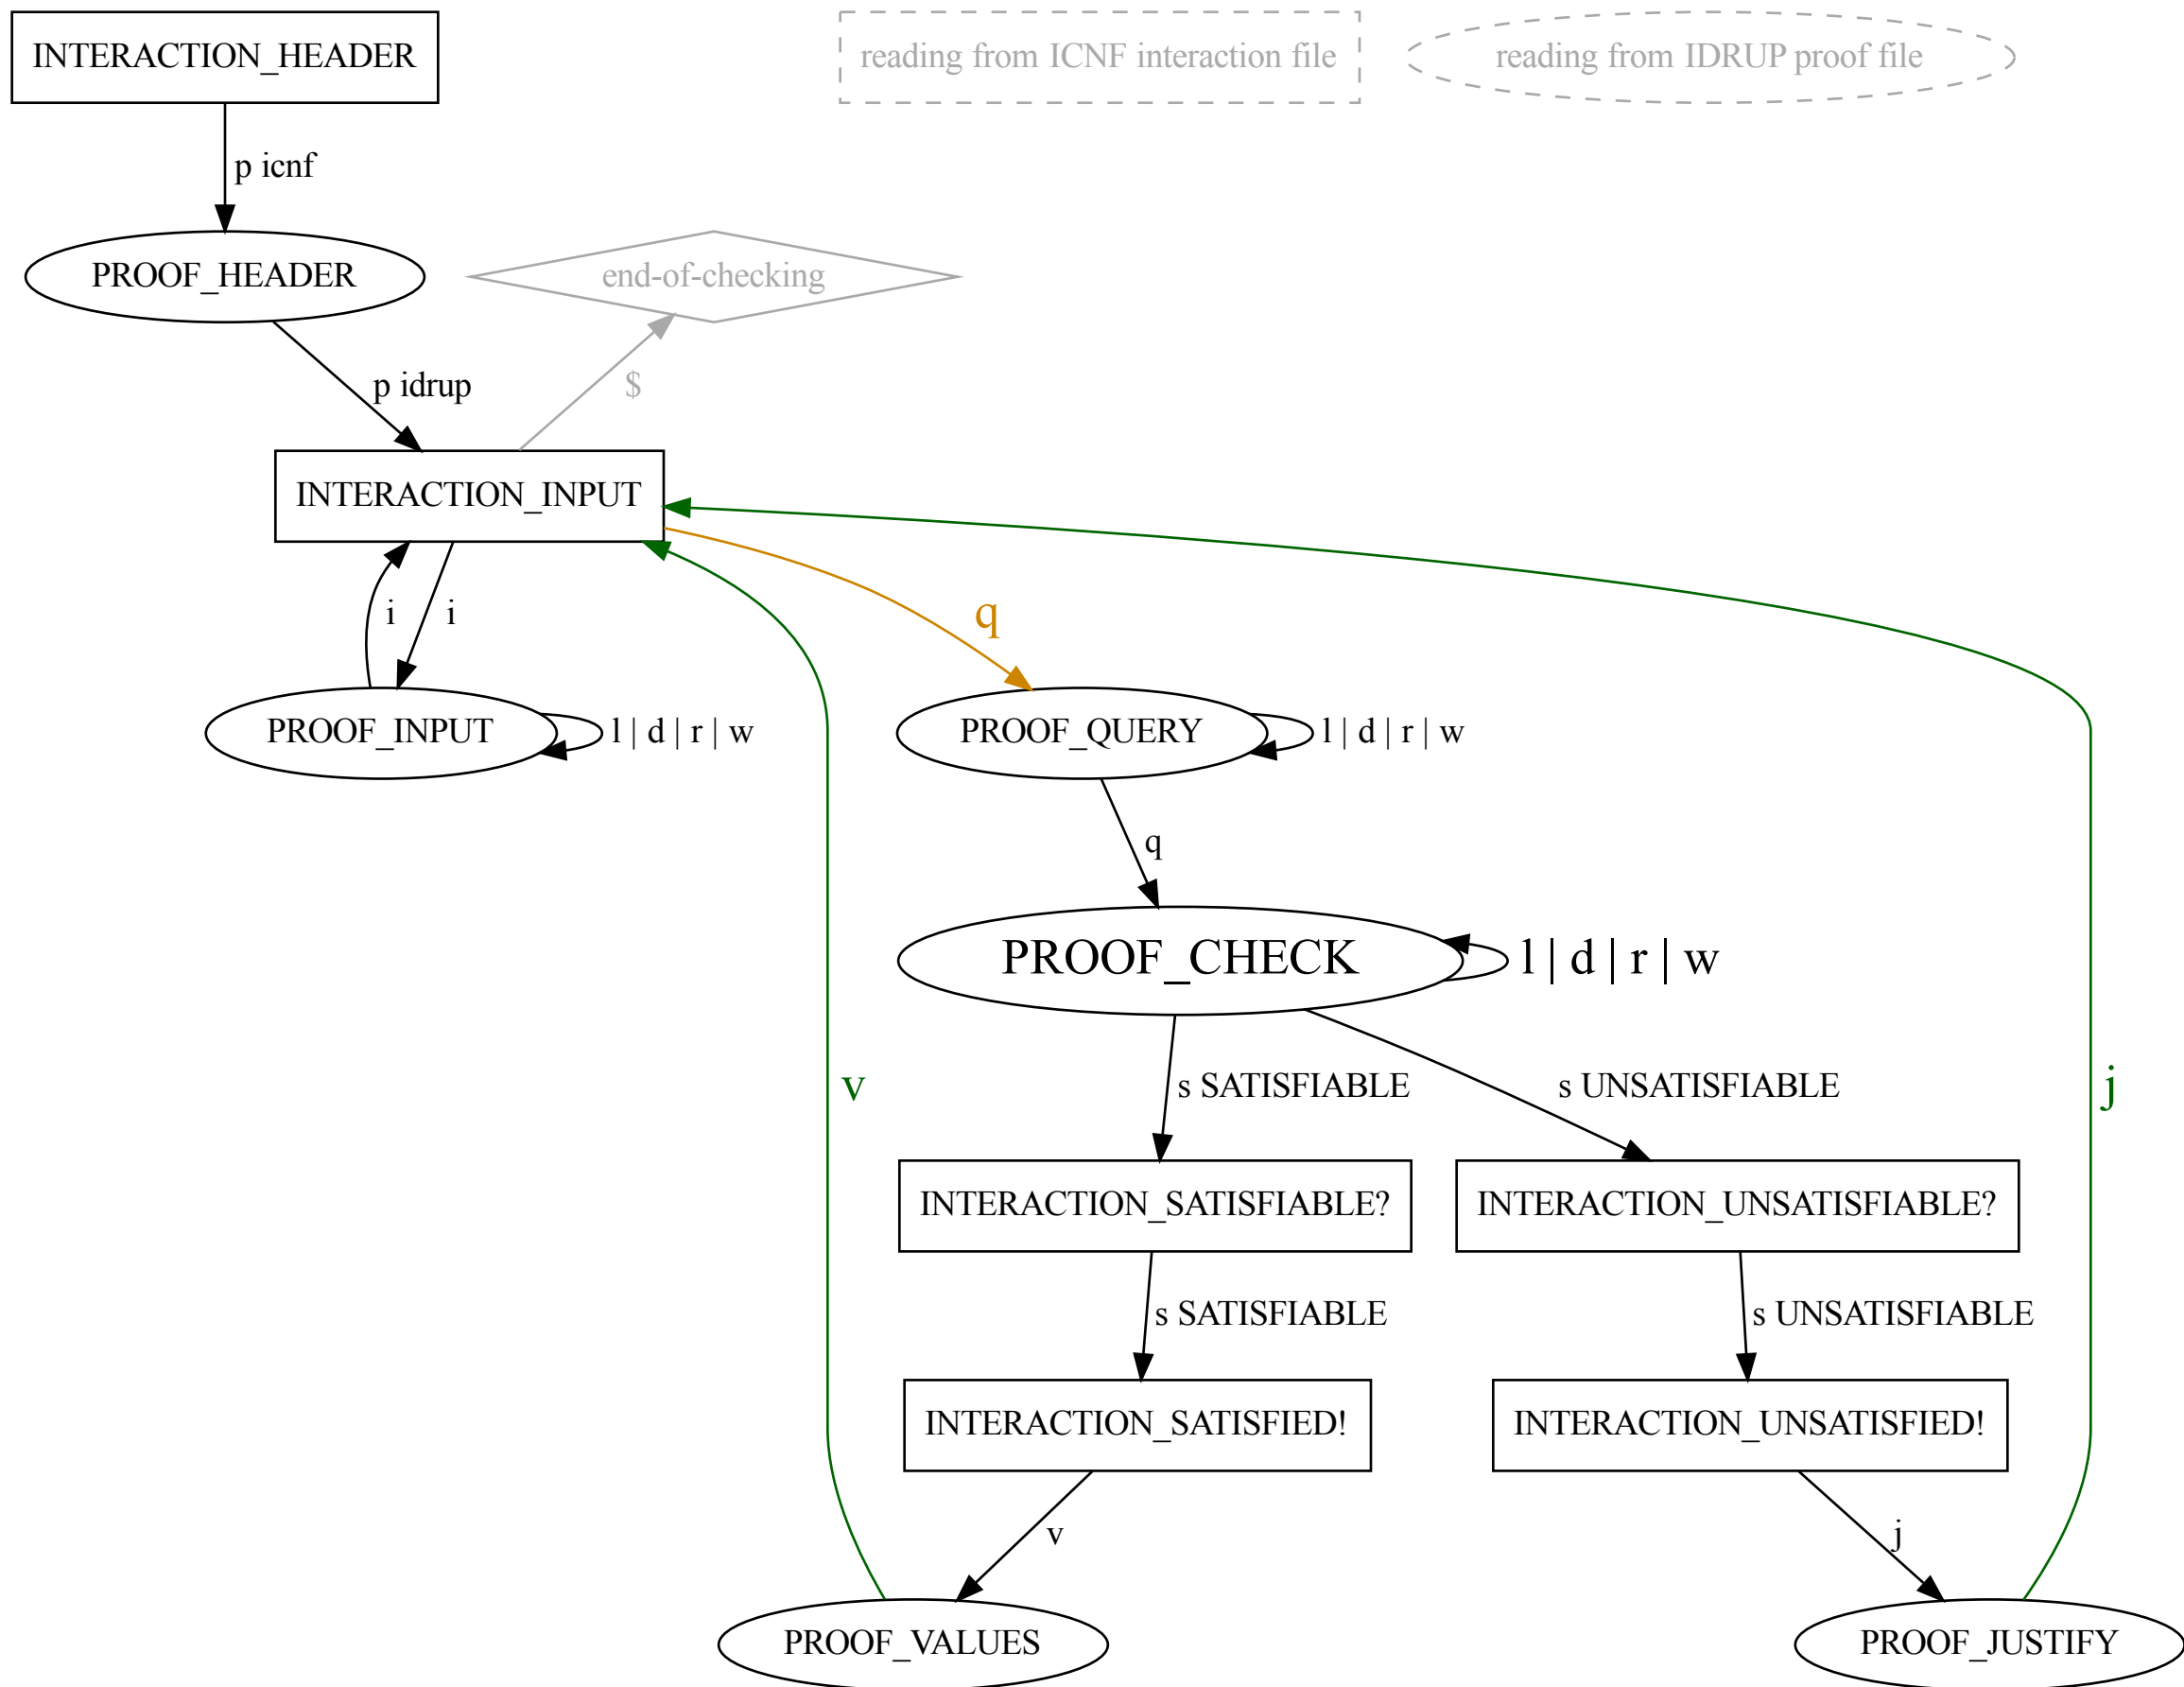 INTERACTION_HEADER
reading from ICNF interaction file
reading from IDRUP proof file
p icnf
PROOF_HEADER
end-of-checking
p idrup
$
INTERACTION_INPUT
i
i
q
PROOF_INPUT
l | d | r | w
PROOF_QUERY
l | d | r | w
q
PROOF_CHECK
l | d | r | w
v
s SATISFIABLE
s UNSATISFIABLE
j
INTERACTION_SATISFIABLE?
INTERACTION_UNSATISFIABLE?
s SATISFIABLE
s UNSATISFIABLE
INTERACTION_SATISFIED!
INTERACTION_UNSATISFIED!
v
j
PROOF_VALUES
PROOF_JUSTIFY